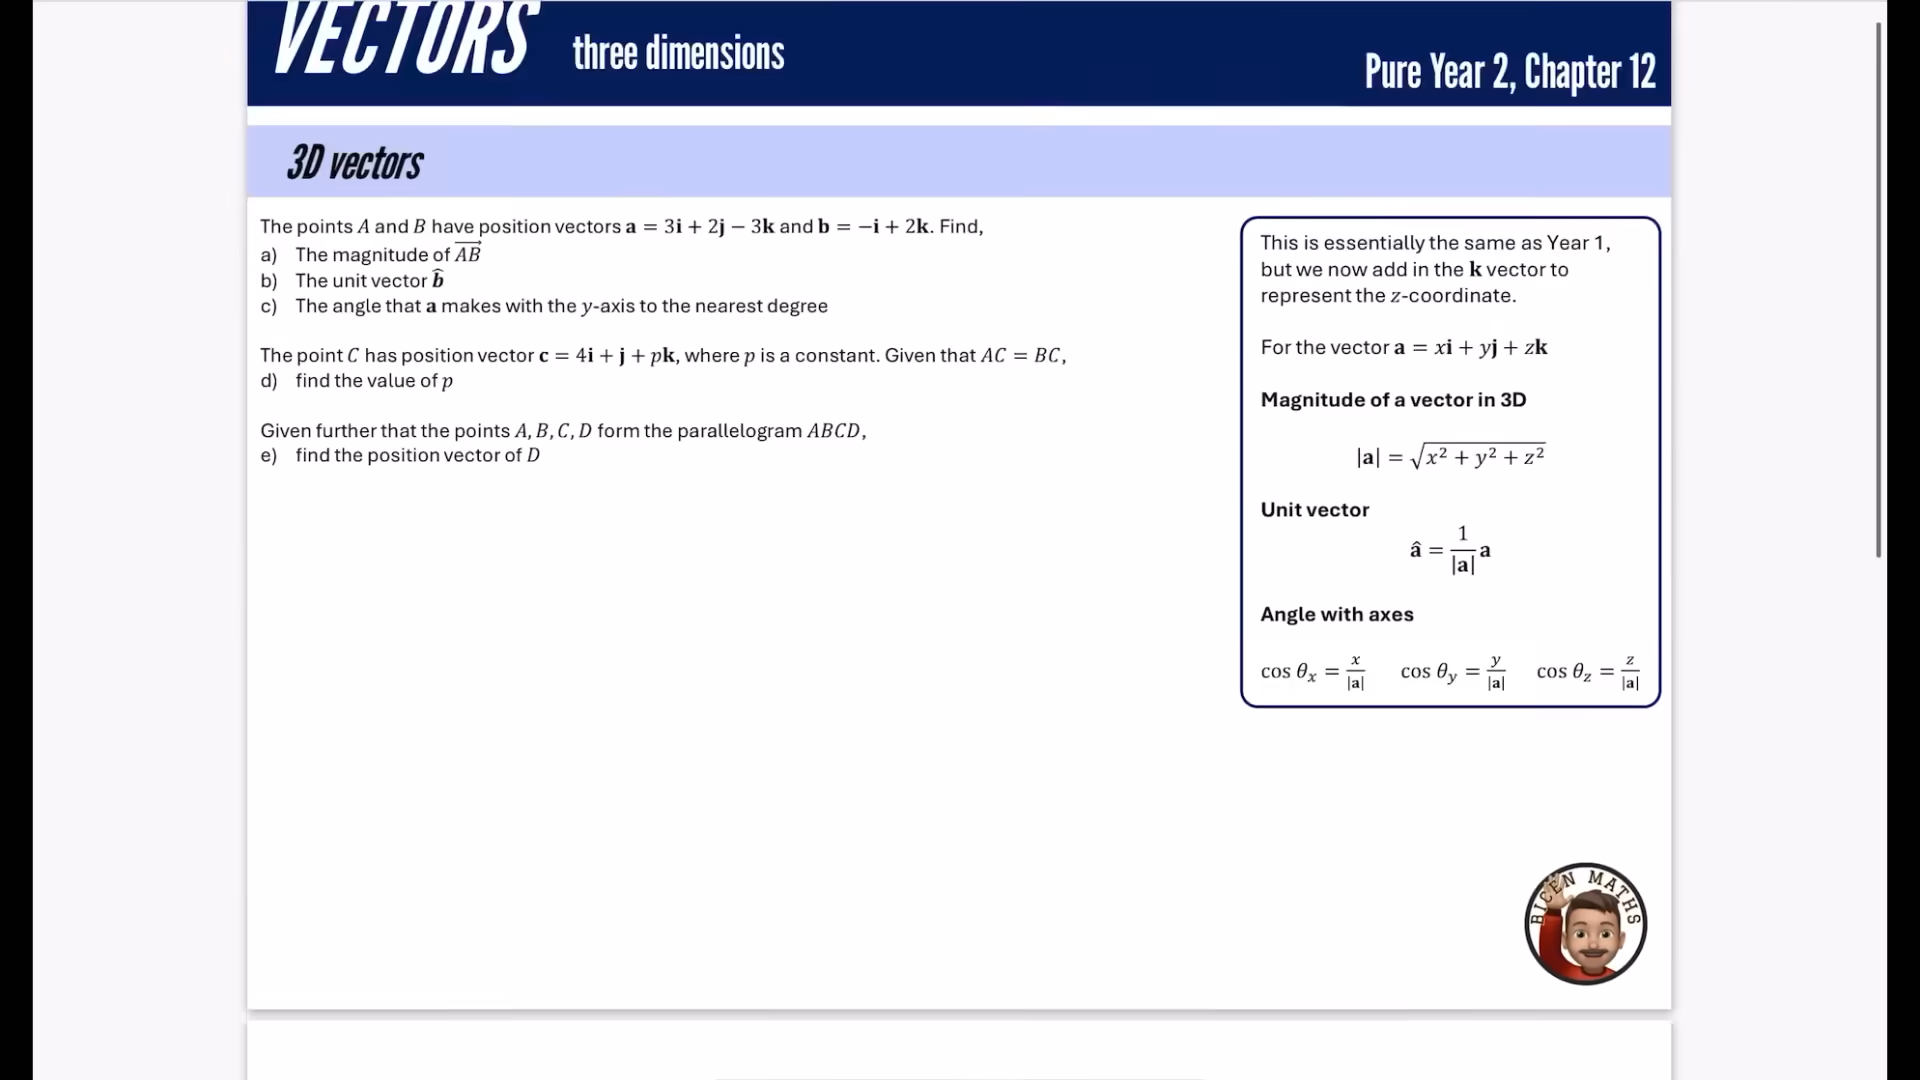 VECTORS three dimensions
Pure Year 2, Chapter 12
3D vectors
The points A and B have position vectors a = 3i + 2j − 3k and b = −i + 2k. Find,
a) The magnitude of $\overrightarrow{AB}$
b) The unit vector b̂
c) The angle that a makes with the y-axis to the nearest degree
The point C has position vector c = 4i + j + pk, where p is a constant. Given that AC = BC,
d) find the value of p
Given further that the points A, B, C, D form the parallelogram ABCD,
e) find the position vector of D
This is essentially the same as Year 1,
but we now add in the k vector to
represent the z-coordinate.
For the vector a = xi + yj + zk
Magnitude of a vector in 3D
|a| = √(x² + y² + z²)
Unit vector
â = 1/|a| a
Angle with axes
cos θₓ = x/|a| cos θ_y = y/|a| cos θ_z = z/|a|
BICEN MATHS